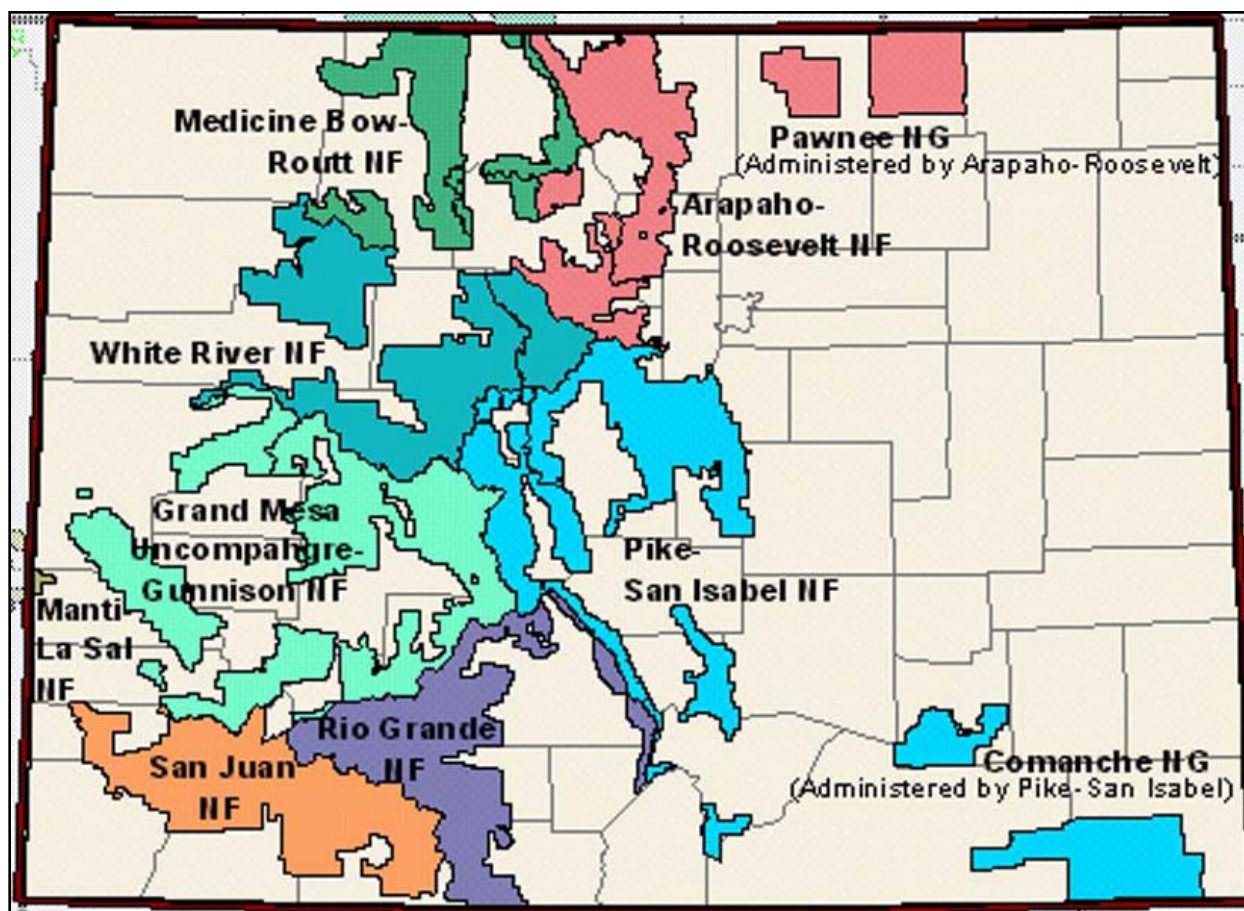 Medicine Bow-
Routt NF
Pawnee NG
(Administered by Arapaho-Roosevelt)
Arapaho-
Roosevelt NF
White River NF
Grand Mesa
Uncompahgre-
Gunnison NF
Pike-
San Isabel NF
Manti-
La Sal
NF
Rio Grande
NF
San Juan
NF
Comanche NG
(Administered by Pike-San Isabel)